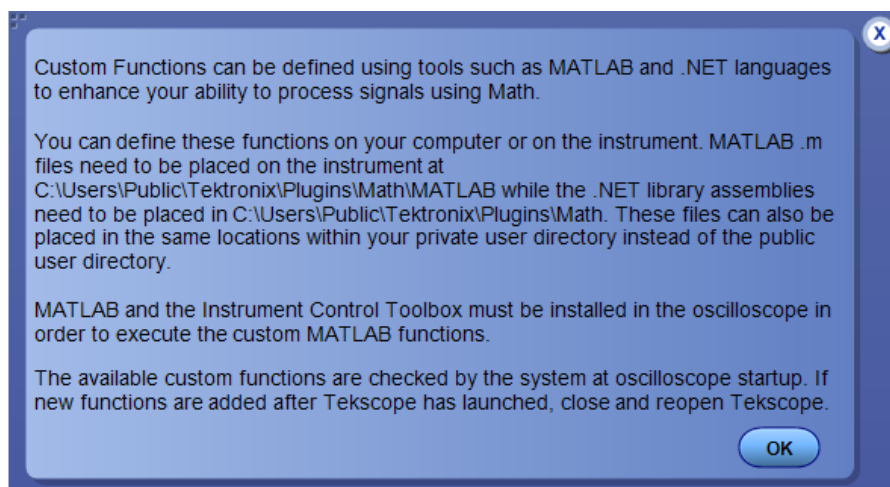 X
Custom Functions can be defined using tools such as MATLAB and .NET languages
to enhance your ability to process signals using Math.
You can define these functions on your computer or on the instrument. MATLAB .m
files need to be placed on the instrument at
C:\Users\Public\Tektronix\Plugins\Math\MATLAB while the .NET library assemblies
need to be placed in C:\Users\Public\Tektronix\Plugins\Math. These files can also be
placed in the same locations within your private user directory instead of the public
user directory.
MATLAB and the Instrument Control Toolbox must be installed in the oscilloscope in
order to execute the custom MATLAB functions.
The available custom functions are checked by the system at oscilloscope startup. If
new functions are added after Tekscope has launched, close and reopen Tekscope.
OK